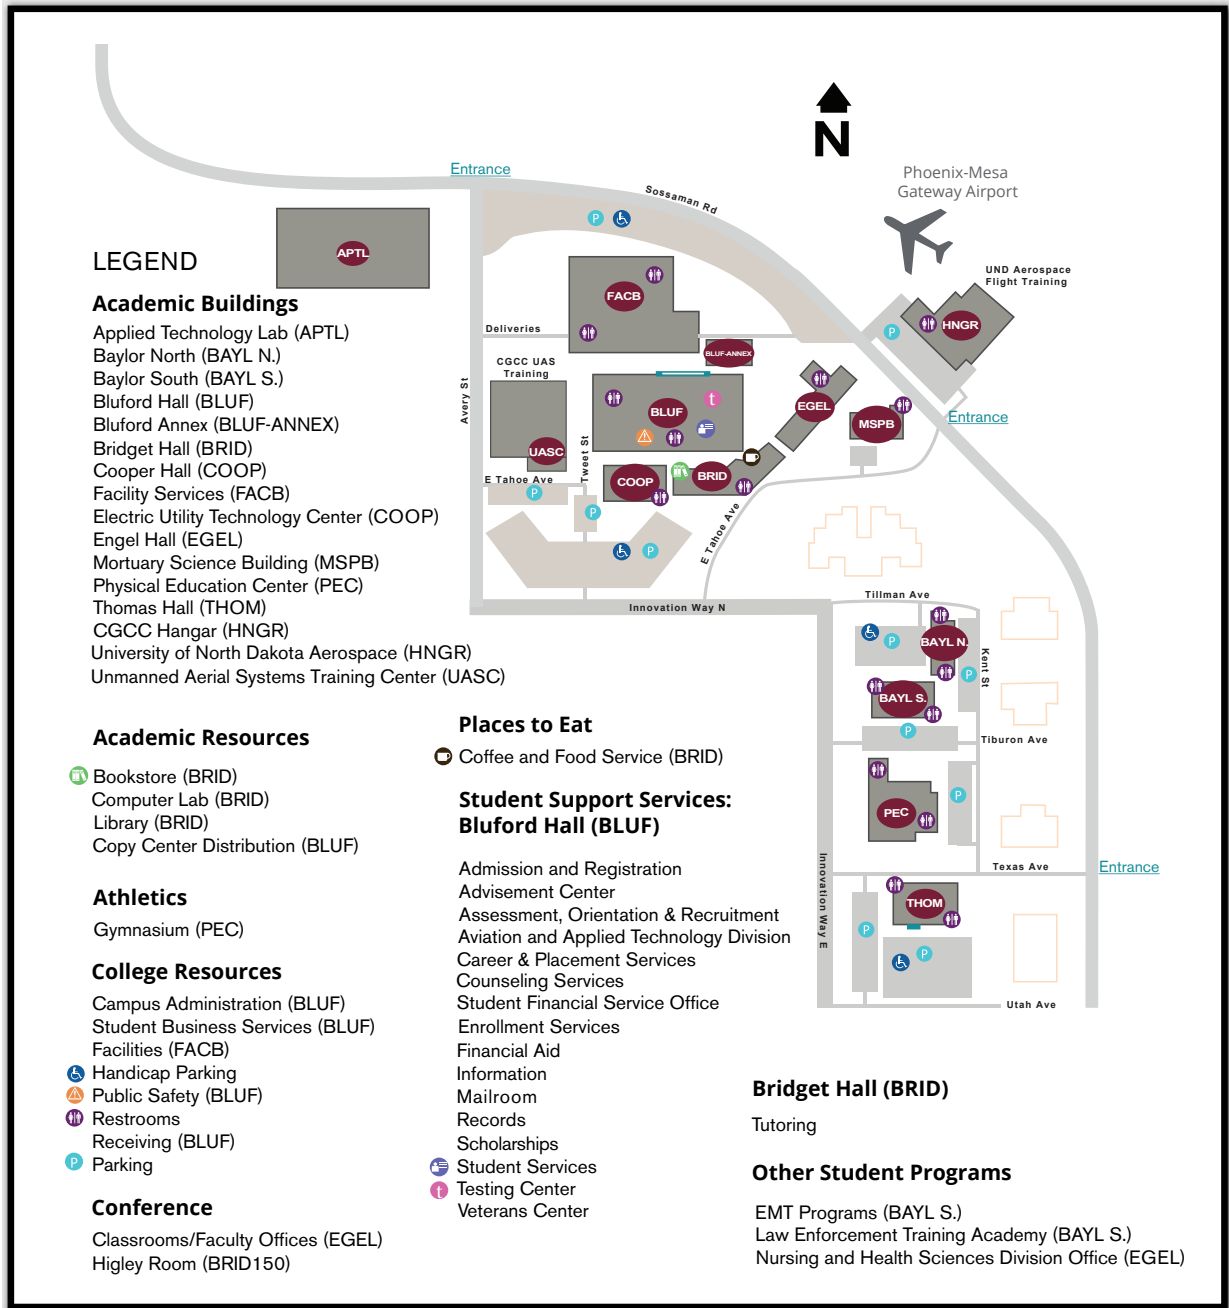 N
Phoenix-Mesa
Gateway Airport
Entrance
Sossaman Rd
UND Aerospace
Flight Training
APTL
FACB
HNGR
P
P
Deliveries
BLUF-ANNEX
CGCC UAS
Training
Avery St
BLUF
t
EGEL
MSPB
Entrance
UASC
Tweet St
COOP
BRID
E Tahoe Ave
P
P
P
E Tahoe Ave
Innovation Way N
Tillman Ave
P
BAYL N.
P
Kent St
BAYL S.
P
Tiburon Ave
PEC
P
Innovation Way E
Texas Ave
Entrance
THOM
P
P
Utah Ave
LEGEND
Academic Buildings
Applied Technology Lab (APTL)
Baylor North (BAYL N.)
Baylor South (BAYL S.)
Bluford Hall (BLUF)
Bluford Annex (BLUF-ANNEX)
Bridget Hall (BRID)
Cooper Hall (COOP)
Facility Services (FACB)
Electric Utility Technology Center (COOP)
Engel Hall (EGEL)
Mortuary Science Building (MSPB)
Physical Education Center (PEC)
Thomas Hall (THOM)
CGCC Hangar (HNGR)
University of North Dakota Aerospace (HNGR)
Unmanned Aerial Systems Training Center (UASC)
Academic Resources
Bookstore (BRID)
Computer Lab (BRID)
Library (BRID)
Copy Center Distribution (BLUF)
Athletics
Gymnasium (PEC)
College Resources
Campus Administration (BLUF)
Student Business Services (BLUF)
Facilities (FACB)
Handicap Parking
Public Safety (BLUF)
Restrooms
Receiving (BLUF)
P Parking
Conference
Classrooms/Faculty Offices (EGEL)
Higley Room (BRID150)
Places to Eat
Coffee and Food Service (BRID)
Student Support Services:
Bluford Hall (BLUF)
Admission and Registration
Advisement Center
Assessment, Orientation & Recruitment
Aviation and Applied Technology Division
Career & Placement Services
Counseling Services
Student Financial Service Office
Enrollment Services
Financial Aid
Information
Mailroom
Records
Scholarships
Student Services
t Testing Center
Veterans Center
Bridget Hall (BRID)
Tutoring
Other Student Programs
EMT Programs (BAYL S.)
Law Enforcement Training Academy (BAYL S.)
Nursing and Health Sciences Division Office (EGEL)